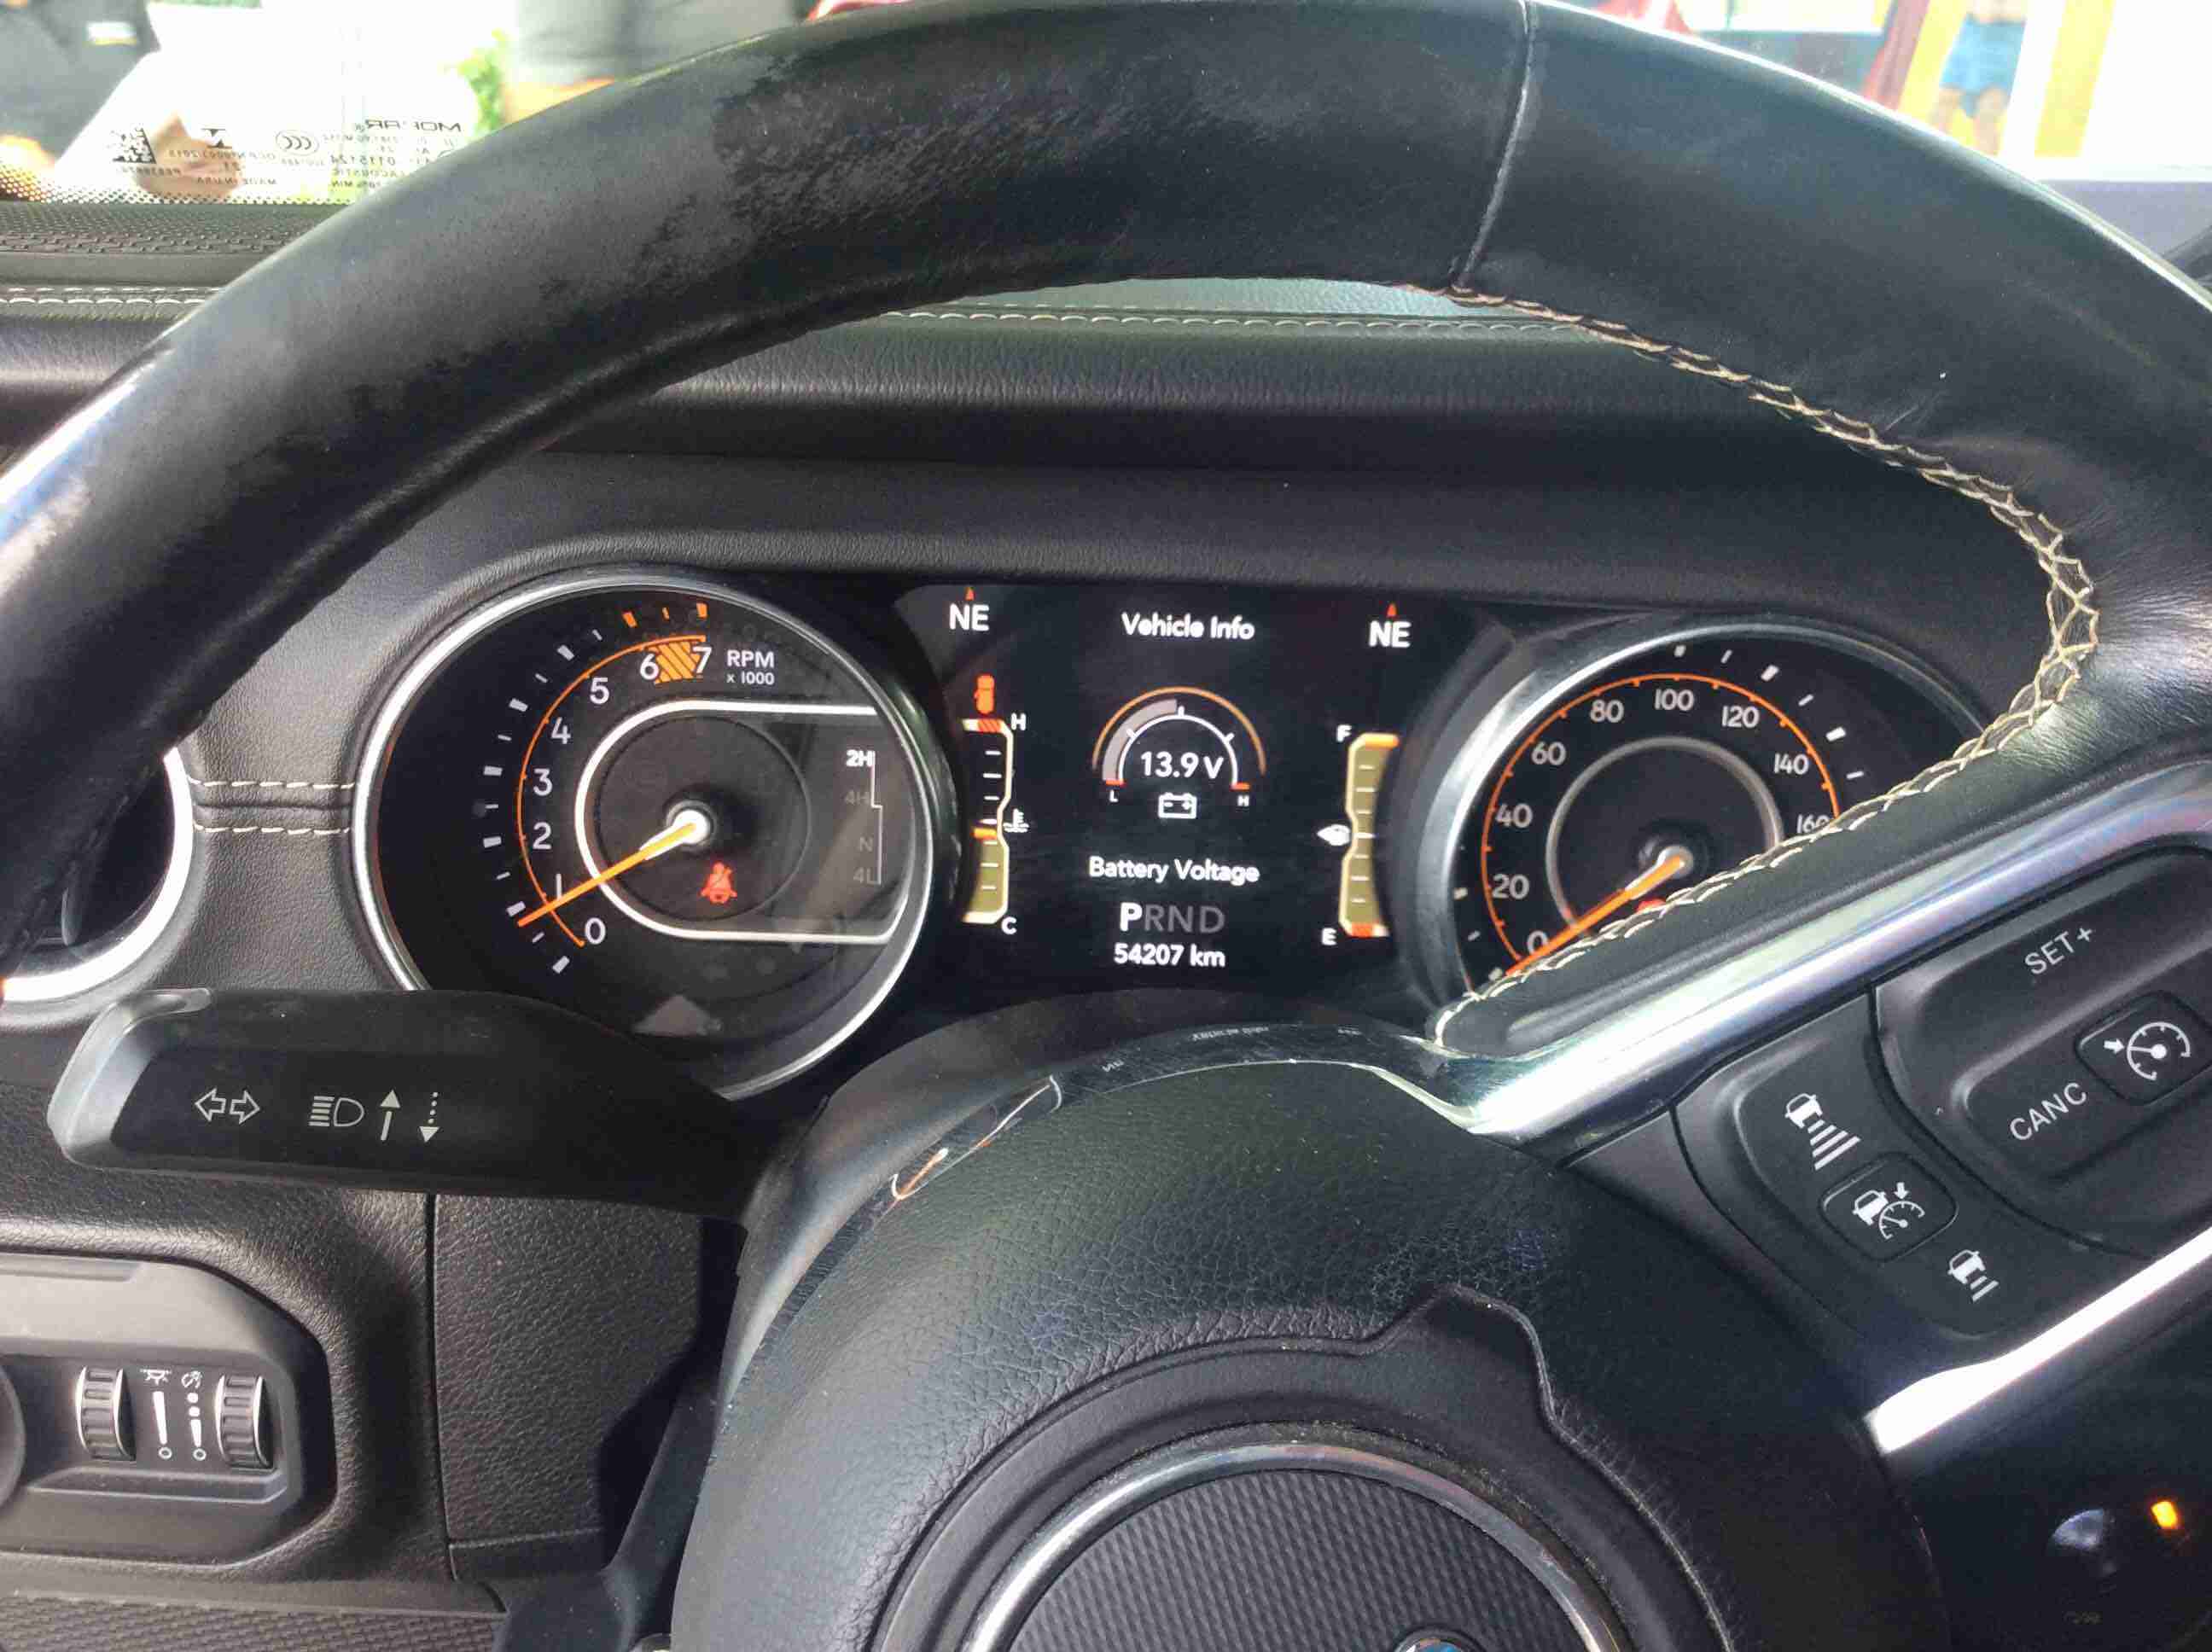 MOPAR
NE
Vehicle Info
NE
6 7 RPM
x 1000
5
4
3
2
1
0
2H
4H
N
4L
H
C
13.9 V
L H
Battery Voltage
PRND
54207 km
F
E
0
20
40
60
80
100
120
140
160
SET+
CANC